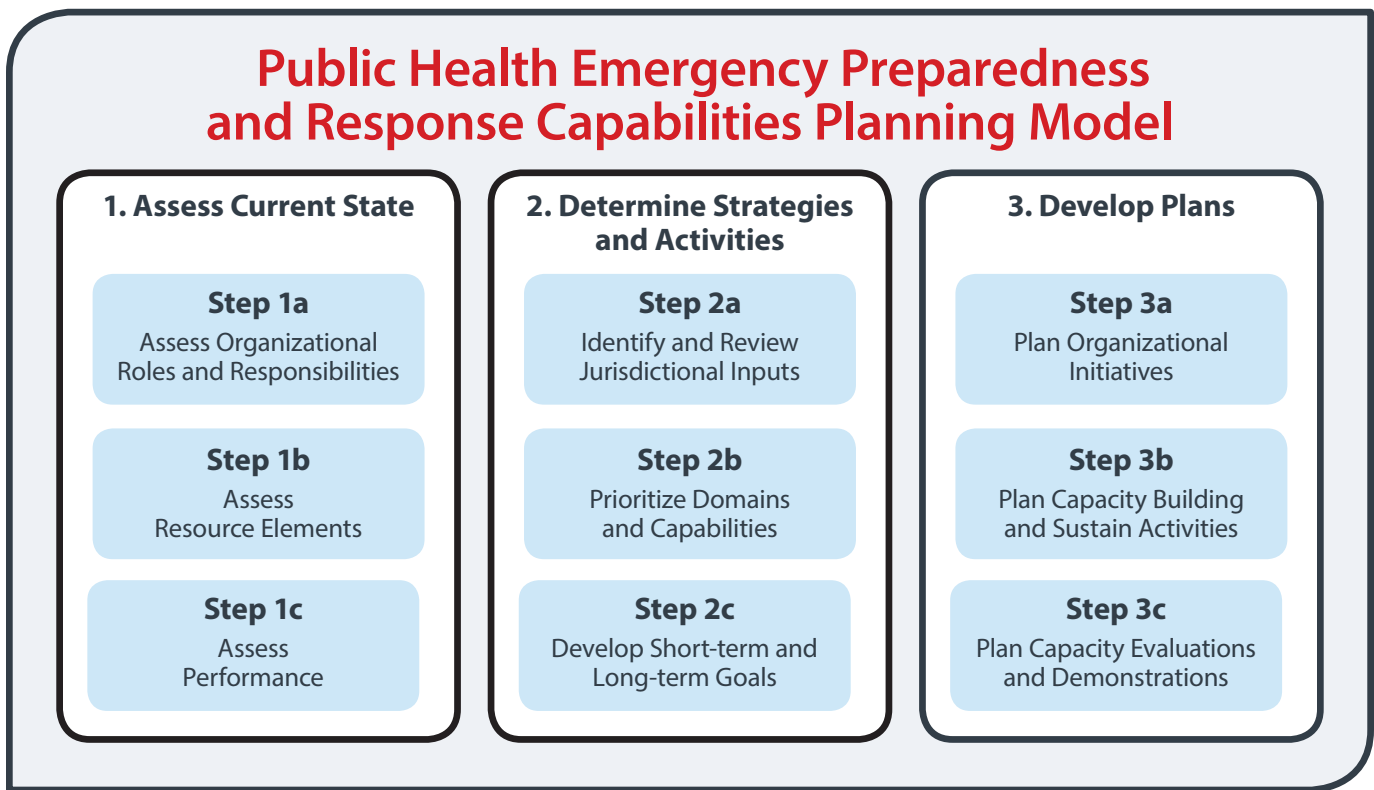 Public Health Emergency Preparedness
and Response Capabilities Planning Model
1. Assess Current State
Step 1a
Assess Organizational
Roles and Responsibilities
Step 1b
Assess
Resource Elements
Step 1c
Assess
Performance
2. Determine Strategies
and Activities
Step 2a
Identify and Review
Jurisdictional Inputs
Step 2b
Prioritize Domains
and Capabilities
Step 2c
Develop Short-term and
Long-term Goals
3. Develop Plans
Step 3a
Plan Organizational
Initiatives
Step 3b
Plan Capacity Building
and Sustain Activities
Step 3c
Plan Capacity Evaluations
and Demonstrations